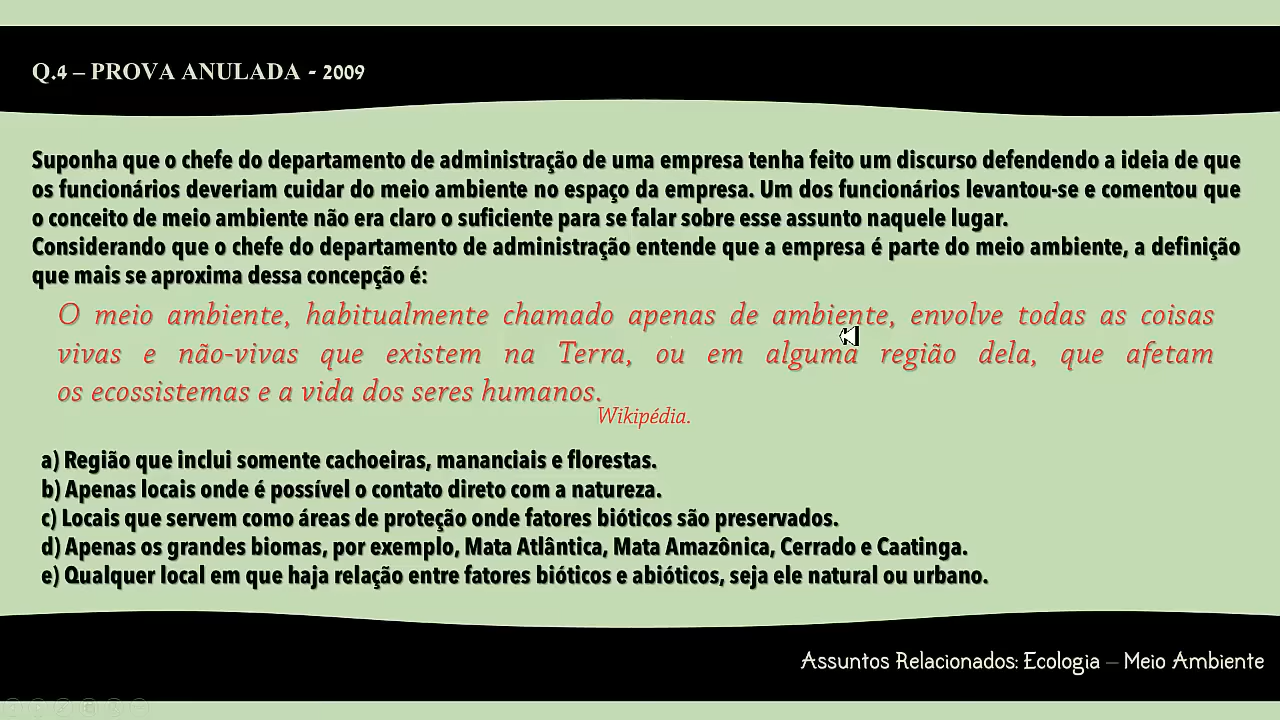 Q.4 – PROVA ANULADA - 2009
Suponha que o chefe do departamento de administração de uma empresa tenha feito um discurso defendendo a ideia de que
os funcionários deveriam cuidar do meio ambiente no espaço da empresa. Um dos funcionários levantou-se e comentou que
o conceito de meio ambiente não era claro o suficiente para se falar sobre esse assunto naquele lugar.
Considerando que o chefe do departamento de administração entende que a empresa é parte do meio ambiente, a definição
que mais se aproxima dessa concepção é:
O meio ambiente, habitualmente chamado apenas de ambiente, envolve todas as coisas
vivas e não-vivas que existem na Terra, ou em alguma região dela, que afetam
os ecossistemas e a vida dos seres humanos.
Wikipédia.
a) Região que inclui somente cachoeiras, mananciais e florestas.
b) Apenas locais onde é possível o contato direto com a natureza.
c) Locais que servem como áreas de proteção onde fatores bióticos são preservados.
d) Apenas os grandes biomas, por exemplo, Mata Atlântica, Mata Amazônica, Cerrado e Caatinga.
e) Qualquer local em que haja relação entre fatores bióticos e abióticos, seja ele natural ou urbano.
Assuntos Relacionados: Ecologia – Meio Ambiente